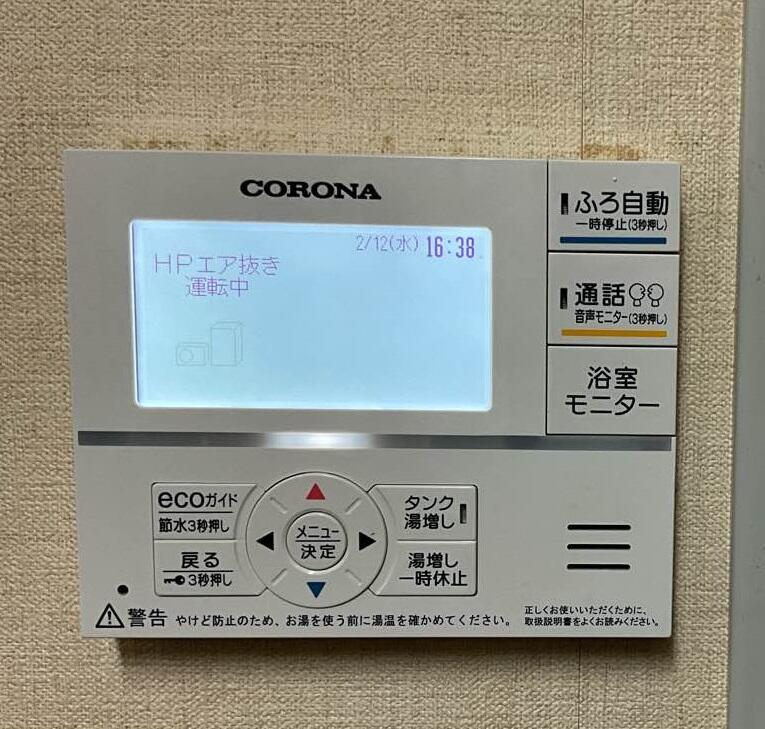 CORONA
2/12(水) 16:38
HPエア抜き
運転中
ふろ自動
一時停止(3秒押し)
通話
音声モニター(3秒押し)
浴室
モニター
ecoガイド
節水3秒押し
戻る
3秒押し
メニュー
決定
タンク
湯増し
湯増し
一時休止
警告 やけど防止のため、お湯を使う前に湯温を確かめてください。
正しくお使いいただくために、
取扱説明書をよくお読みください。